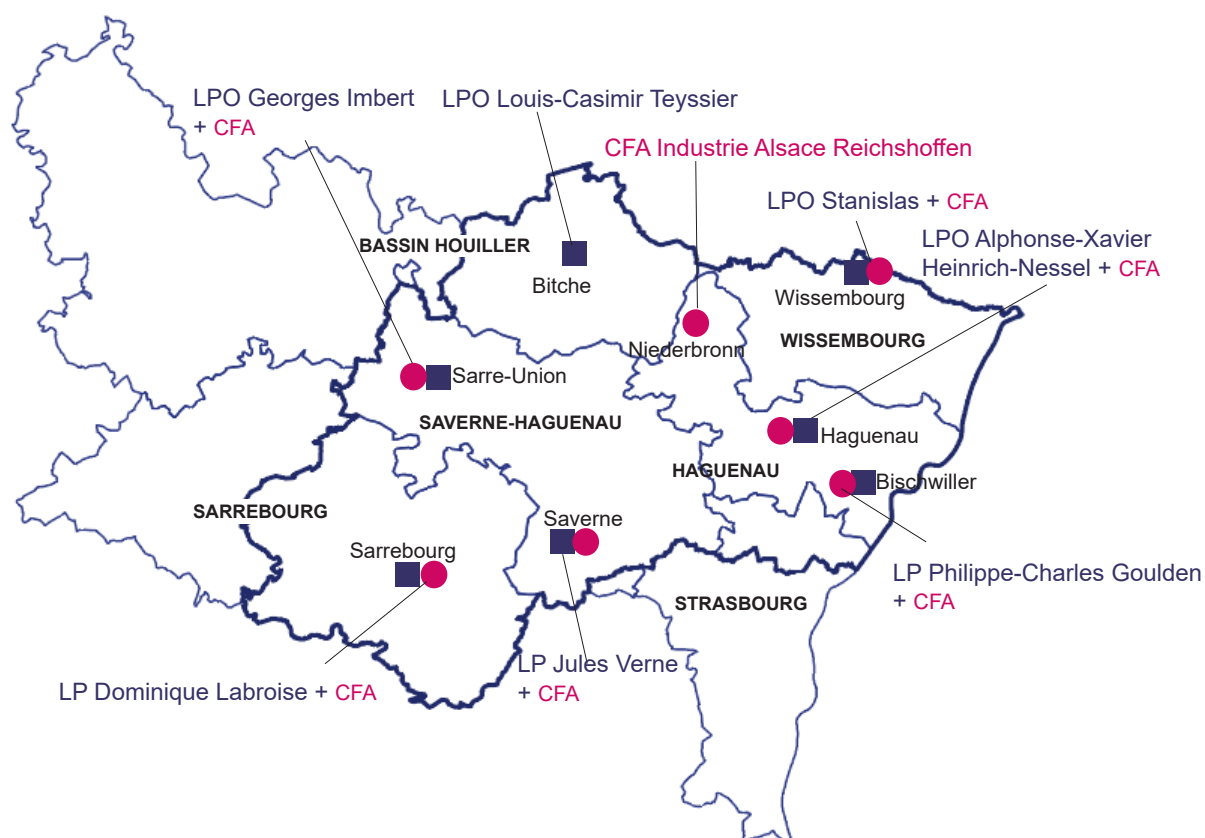 LPO Georges Imbert
+ CFA
LPO Louis-Casimir Teyssier
CFA Industrie Alsace Reichshoffen
LPO Stanislas + CFA
LPO Alphonse-Xavier
Heinrich-Nessel + CFA
BASSIN HOUILLER
Bitche
Wissembourg
WISSEMBOURG
Niederbronn
Sarre-Union
SAVERNE-HAGUENAU
Haguenau
HAGUENAU
Bischwiller
SARREBOURG
Saverne
Sarrebourg
STRASBOURG
LP Philippe-Charles Goulden
+ CFA
LP Jules Verne
+ CFA
LP Dominique Labroise + CFA